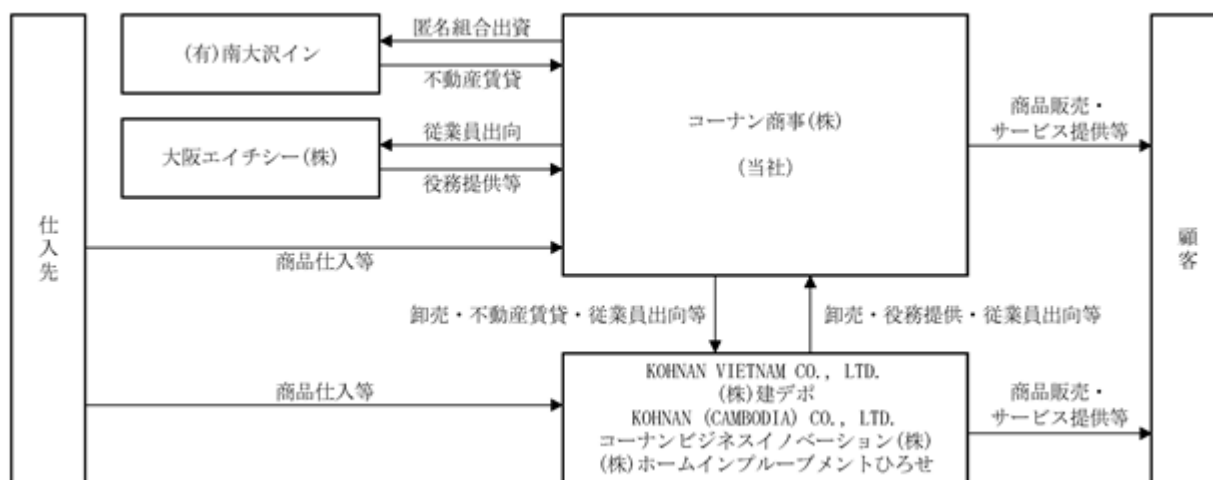 仕入先
(有)南大沢イン
匿名組合出資
不動産賃貸
大阪エイチシー(株)
従業員出向
役務提供等
商品仕入等
コーナン商事(株)
(当社)
商品販売・
サービス提供等
顧客
卸売・不動産賃貸・従業員出向等
卸売・役務提供・従業員出向等
商品仕入等
KOHNAN VIETNAM CO., LTD.
(株)建デポ
KOHNAN (CAMBODIA) CO., LTD.
コーナンビジネスイノベーション(株)
(株)ホームインプルーブメントひろせ
商品販売・
サービス提供等